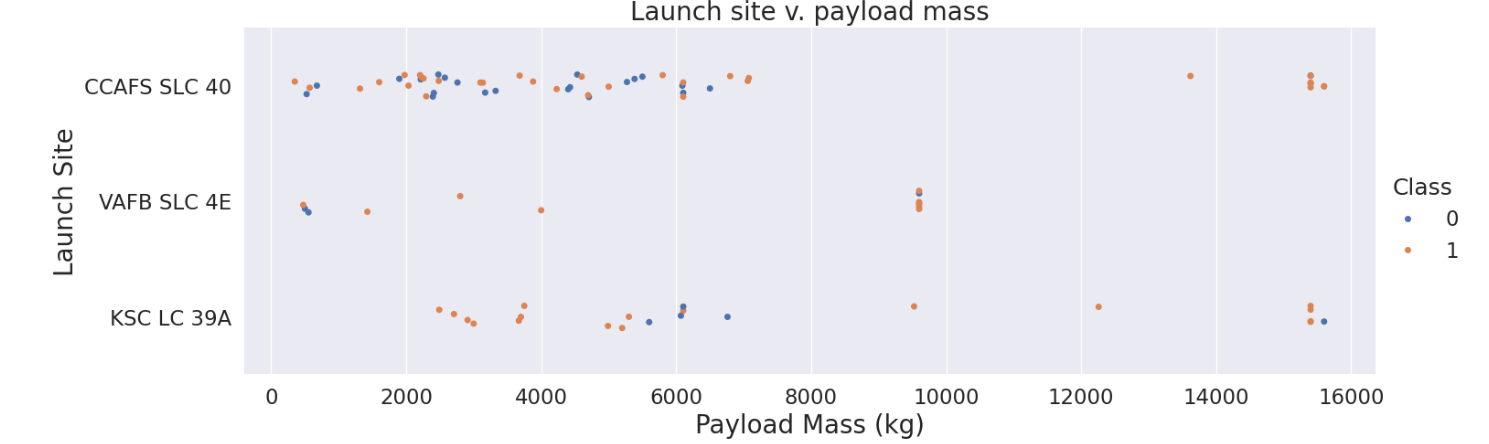 Launch site v. payload mass
Launch Site
CCAFS SLC 40
VAFB SLC 4E
KSC LC 39A
0 2000 4000 6000 8000 10000 12000 14000 16000
Payload Mass (kg)
Class
0
1